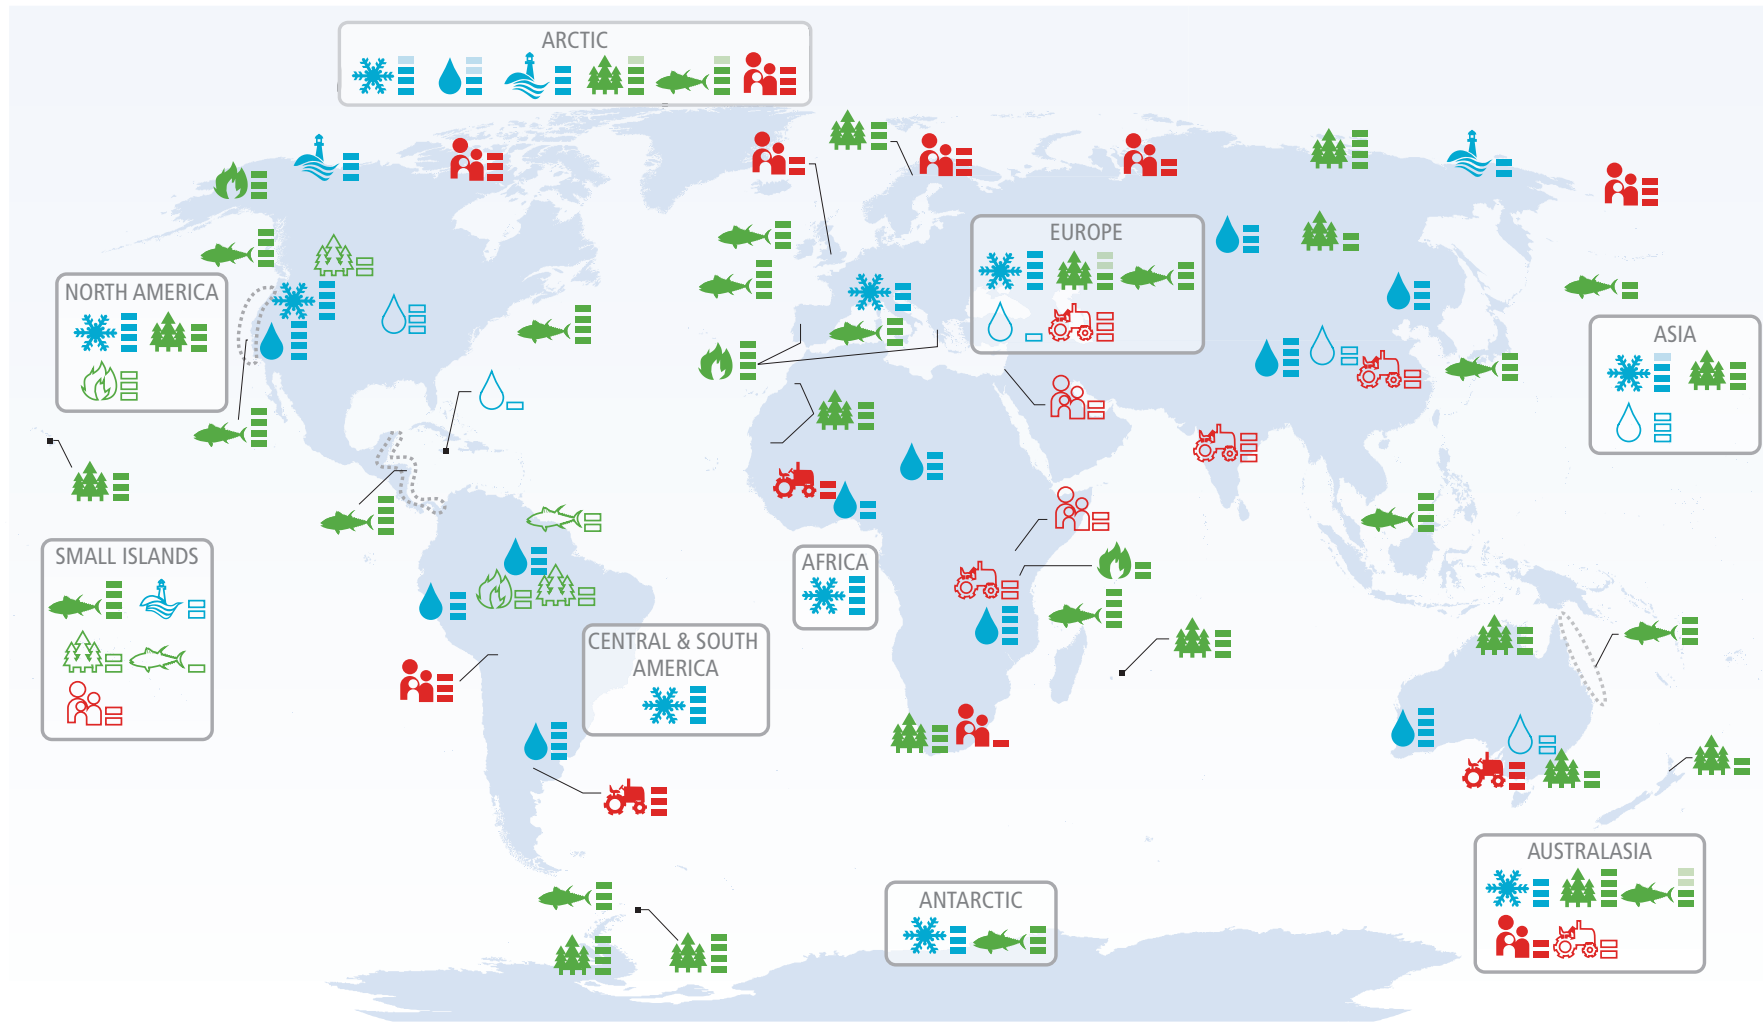 ARCTIC
EUROPE
NORTH AMERICA
ASIA
SMALL ISLANDS
AFRICA
CENTRAL & SOUTH
AMERICA
AUSTRALASIA
ANTARCTIC